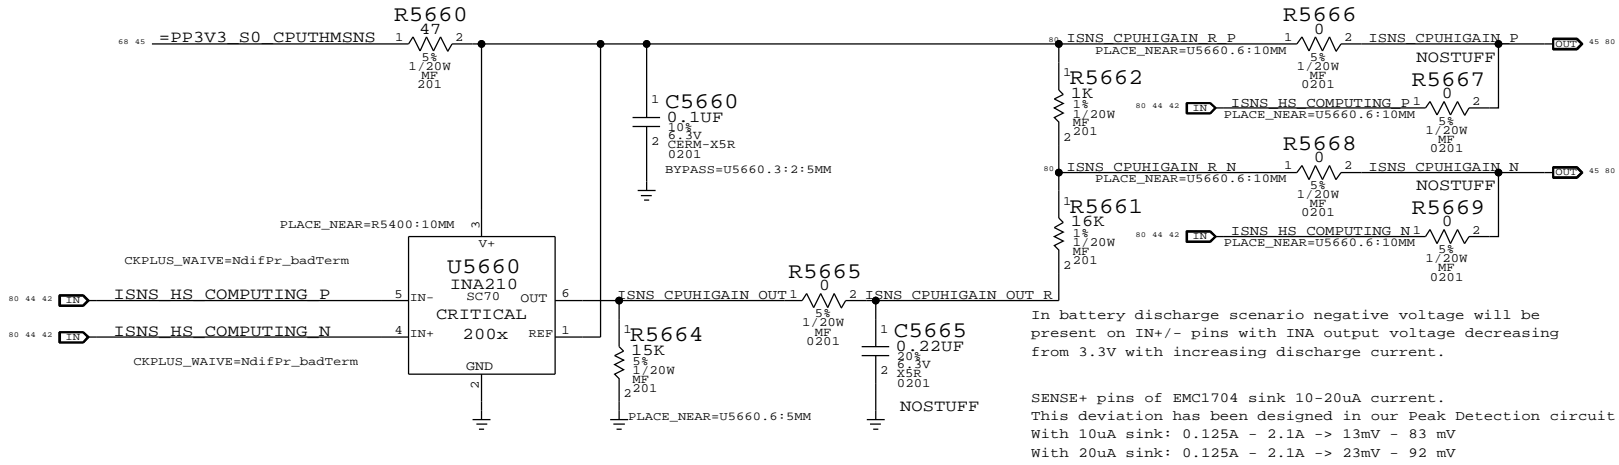 R5660
47
68 45 =PP3V3_S0_CPUTHMSNS 1 2
5%
1/20W
MF
201
80 ISNS_CPUHIGAIN_R_P
PLACE_NEAR=U5660.6:10MM
R5666
0
1 2
5%
1/20W
MF
0201
ISNS_CPUHIGAIN_P
OUT 45 80
NOSTUFF
R5667
0
80 44 42 IN ISNS_HS_COMPUTING_P 1 2
PLACE_NEAR=U5660.6:10MM
5%
1/20W
MF
0201
1
R5662
1K
1%
1/20W
MF
201
2
1
C5660
0.1UF
10%
6.3V
CERM-X5R
0201
2
BYPASS=U5660.3:2:5MM
80 ISNS_CPUHIGAIN_R_N
PLACE_NEAR=U5660.6:10MM
R5668
0
1 2
5%
1/20W
MF
0201
ISNS_CPUHIGAIN_N
OUT 45 80
NOSTUFF
R5669
0
80 44 42 IN ISNS_HS_COMPUTING_N 1 2
PLACE_NEAR=U5660.6:10MM
5%
1/20W
MF
0201
1
R5661
16K
1%
1/20W
MF
201
2
PLACE_NEAR=R5400:10MM
3
V+
CKPLUS_WAIVE=NdifPr_badTerm
U5660
INA210
SC70
CRITICAL
200x
80 44 42 IN ISNS_HS_COMPUTING_P 5 IN-
80 44 42 IN ISNS_HS_COMPUTING_N 4 IN+
OUT 6
REF 1
GND
2
CKPLUS_WAIVE=NdifPr_badTerm
ISNS_CPUHIGAIN_OUT
R5665
0
1 2
5%
1/20W
MF
0201
ISNS_CPUHIGAIN_OUT_R
1
R5664
15K
5%
1/20W
MF
201
2
PLACE_NEAR=U5660.6:5MM
1
C5665
0.22UF
20%
6.3V
X5R
0201
2
NOSTUFF
In battery discharge scenario negative voltage will be
present on IN+/- pins with INA output voltage decreasing
from 3.3V with increasing discharge current.
SENSE+ pins of EMC1704 sink 10-20uA current.
This deviation has been designed in our Peak Detection circuit
With 10uA sink: 0.125A - 2.1A -> 13mV - 83 mV
With 20uA sink: 0.125A - 2.1A -> 23mV - 92 mV